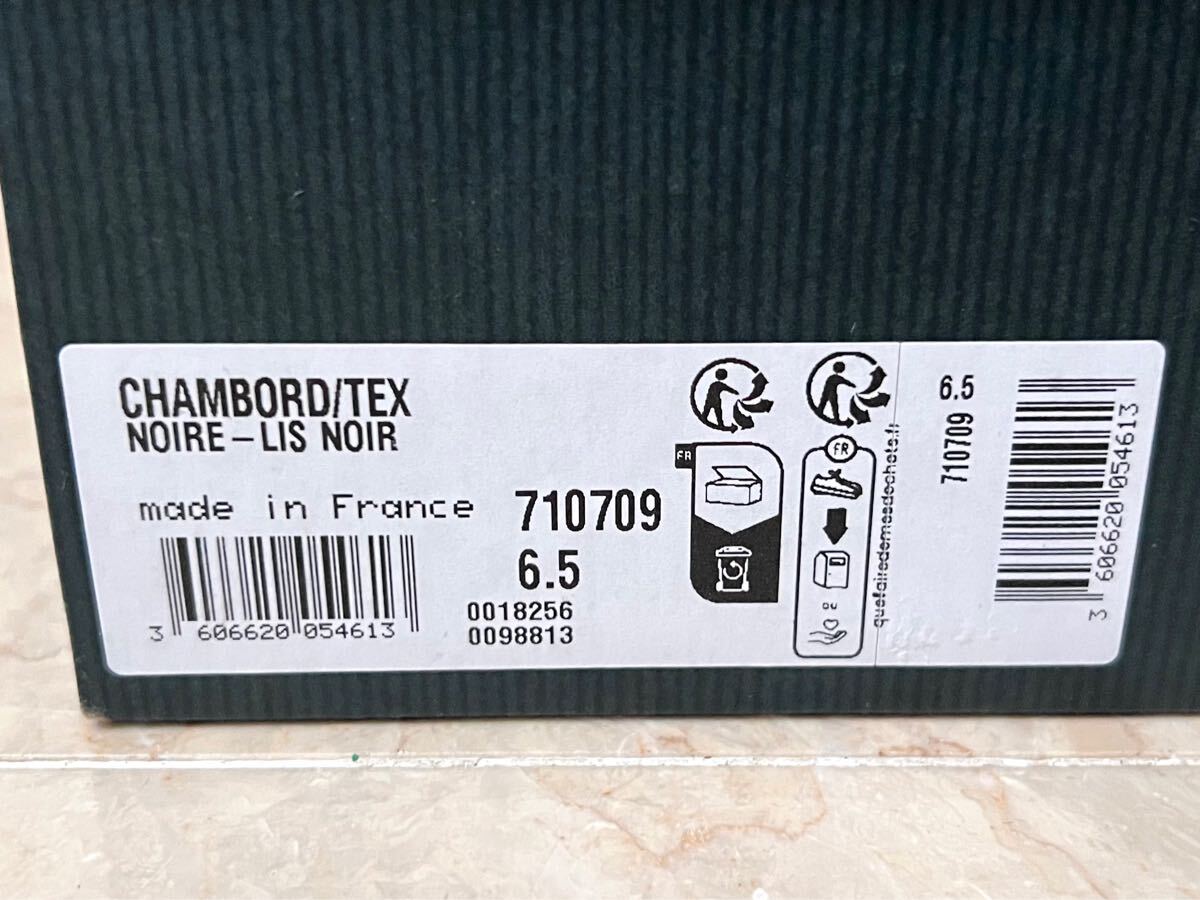 CHAMBORD/TEX
NOIRE – LIS NOIR
made in France
710709
6.5
3 606620 054613
0018256
0098813
FR
FR
quefairedemesdechets.fr
6.5
710709
3 606620 054613